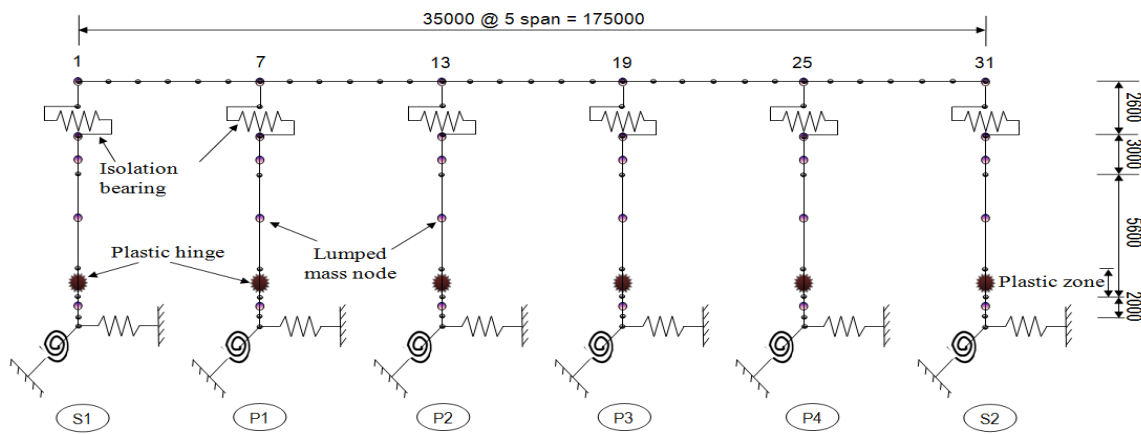 35000 @ 5 span = 175000
1 7 13 19 25 31
2600
3000
5600
2000
Isolation
bearing
Plastic hinge
Lumped
mass node
Plastic zone
S1 P1 P2 P3 P4 S2